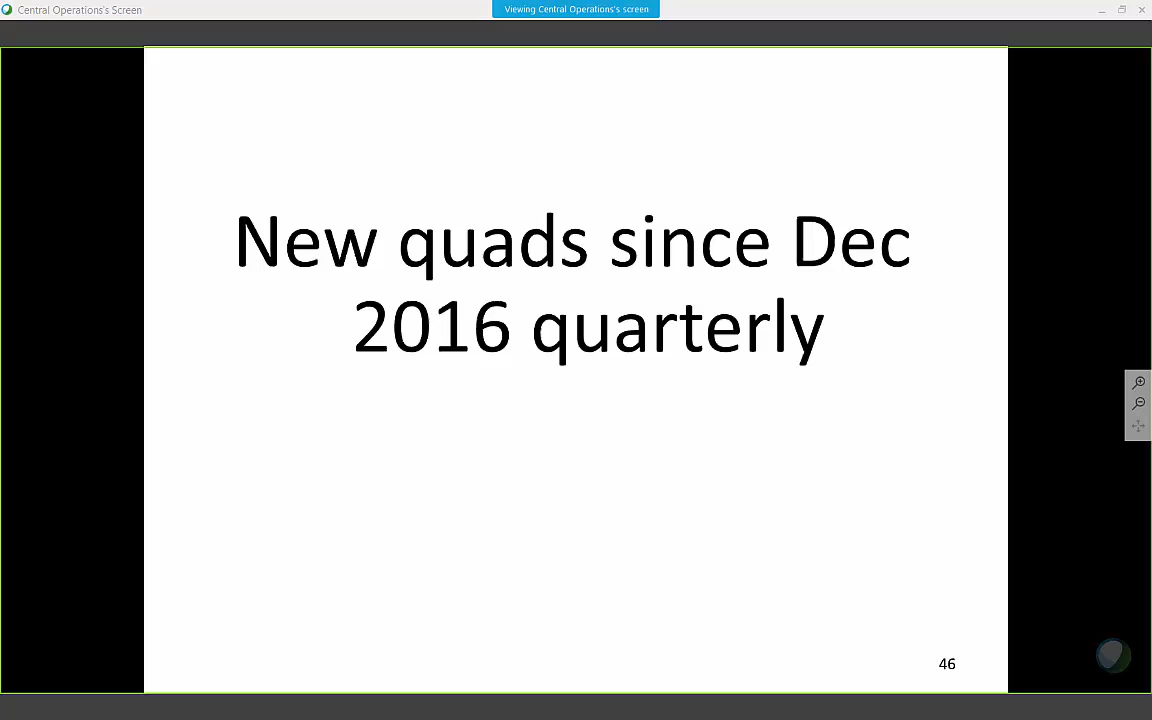 Central Operations's Screen
Viewing Central Operations's screen
New quads since Dec
2016 quarterly
46